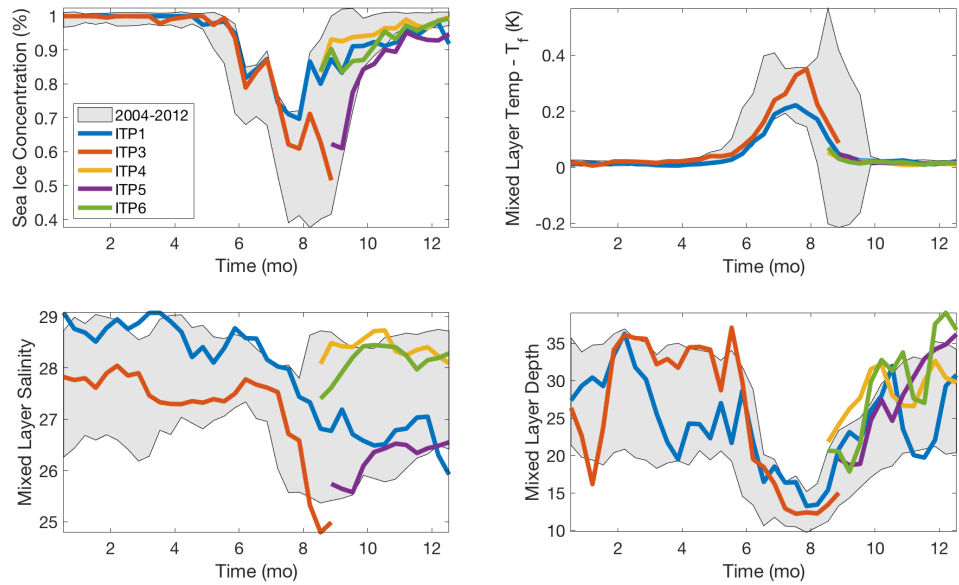 Sea Ice Concentration (%)
1
0.9
0.8
0.7
0.6
0.5
0.4
2004-2012
ITP1
ITP3
ITP4
ITP5
ITP6
2 4 6 8 10 12
Time (mo)
Mixed Layer Temp - T_f (K)
0.4
0.2
0
-0.2
2 4 6 8 10 12
Time (mo)
Mixed Layer Salinity
29
28
27
26
25
2 4 6 8 10 12
Time (mo)
Mixed Layer Depth
35
30
25
20
15
10
2 4 6 8 10 12
Time (mo)